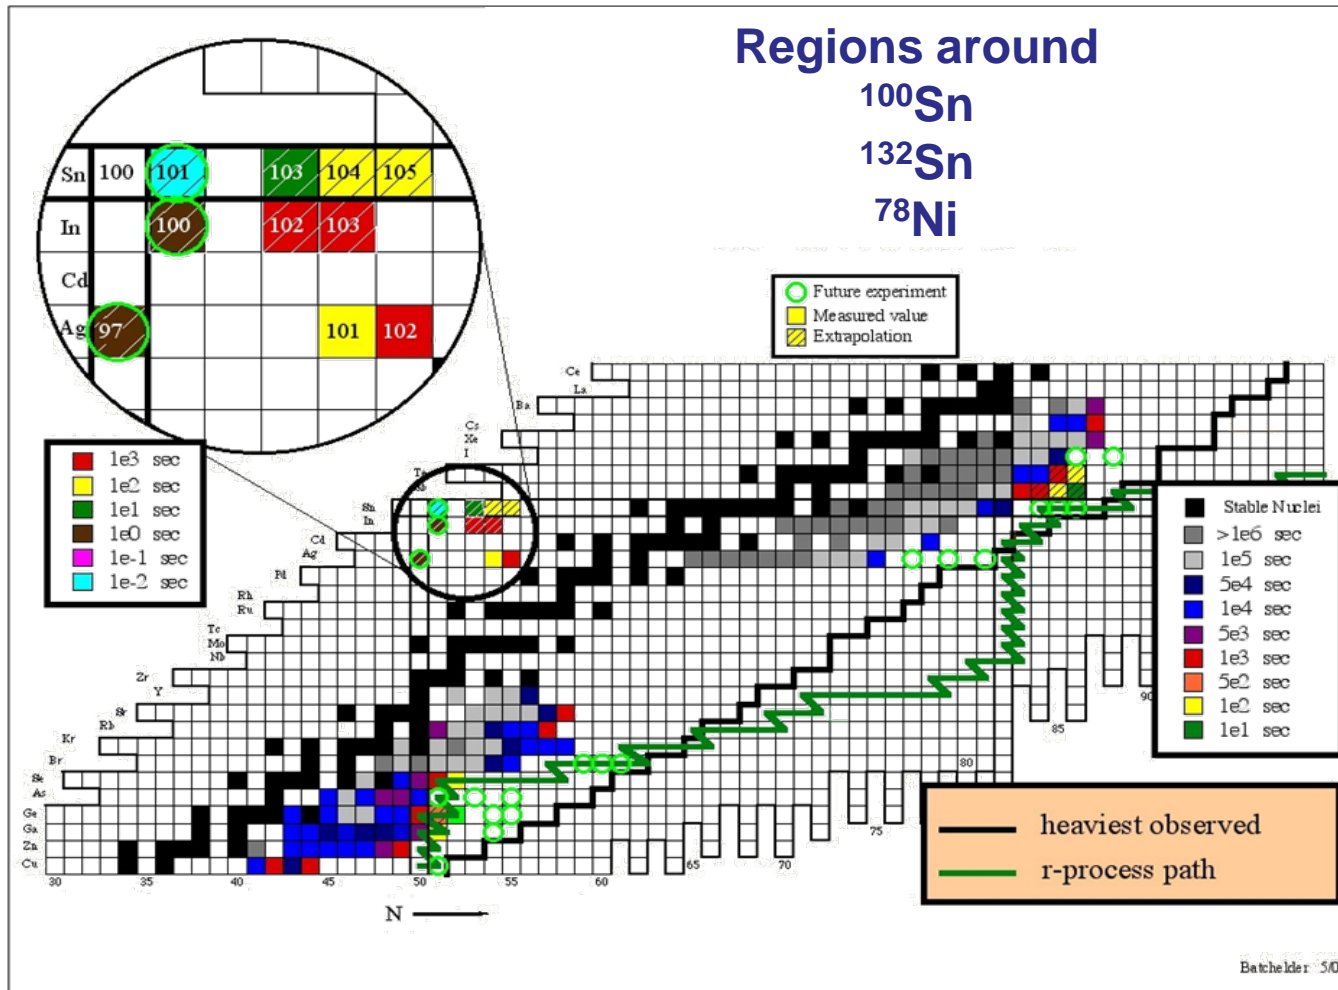 Regions around
100Sn
132Sn
78Ni
Sn 100 101 103 104 105
In 100 102 103
Cd
Ag 97 101 102
Future experiment
Measured value
Extrapolation
1e3 sec
1e2 sec
1e1 sec
1e0 sec
1e-1 sec
1e-2 sec
Ce
La
Ba
Cs
Xe
I
Sn
In
Cd
Ag
Pd
Rh
Ru
Tc
Mo
Nb
Zr
Y
Sr
Rb
Kr
Br
Se
As
Ge
Ga
Zn
Cu
Stable Nuclei
>1e6 sec
1e5 sec
5e4 sec
1e4 sec
5e3 sec
1e3 sec
5e2 sec
1e2 sec
1e1 sec
90
85
80
75
70
65
30 35 40 45 50 55 60
N
heaviest observed
r-process path
Batchelder 5/0